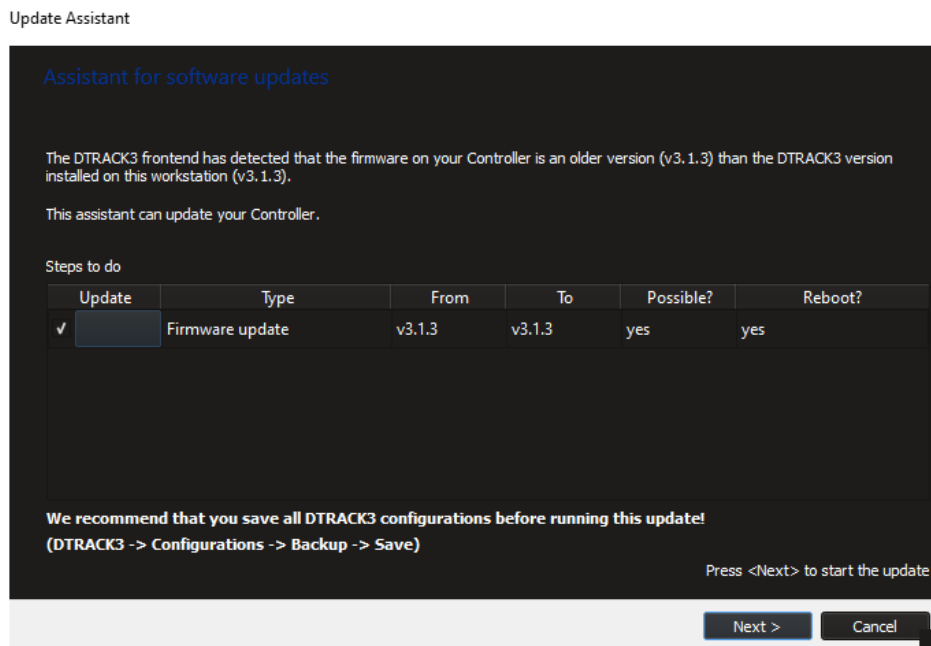 Update Assistant
Assistant for software updates
The DTRACK3 frontend has detected that the firmware on your Controller is an older version (v3.1.3) than the DTRACK3 version
installed on this workstation (v3.1.3).
This assistant can update your Controller.
Steps to do
Update Type From To Possible? Reboot?
Firmware update v3.1.3 v3.1.3 yes yes
We recommend that you save all DTRACK3 configurations before running this update!
(DTRACK3 -> Configurations -> Backup -> Save)
Press <Next> to start the update
Next > Cancel